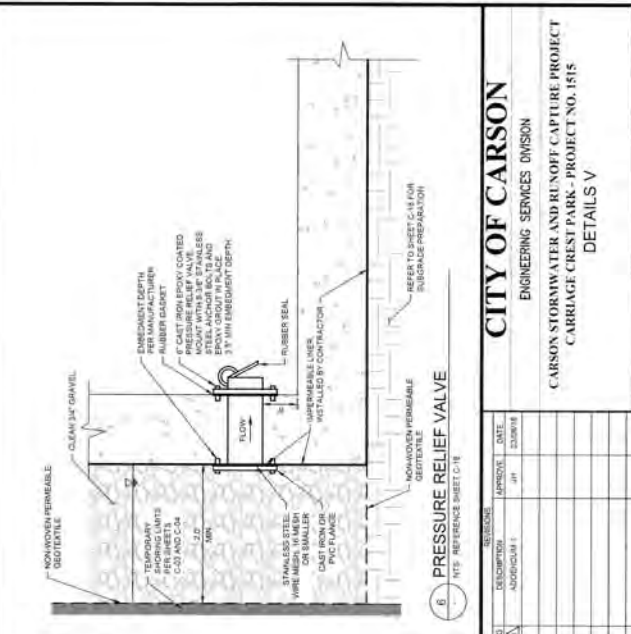 NON-WOVEN PERMEABLE
GEOTEXTILE
CLEAN 3/4" GRAVEL
TEMPORARY
SHORING LIMITS
PER SHEETS
C-03 AND C-04
2.0'
MIN
EMBEDMENT DEPTH
PER MANUFACTURER
RUBBER GASKET
6" CAST IRON EPOXY COATED
PRESSURE RELIEF VALVE.
MOUNT WITH 8-3/8" STAINLESS
STEEL ANCHOR BOLTS AND
EPOXY GROUT IN PLACE.
3.5" MIN EMBEDMENT DEPTH.
FLOW
RUBBER SEAL
STAINLESS STEEL
WIRE MESH, 16 MESH
OR SMALLER
CAST IRON OR
PVC FLANGE
IMPERMEABLE LINER,
INSTALLED BY CONTRACTOR
REFER TO SHEET C-18 FOR
SUBGRADE PREPARATION
NON-WOVEN PERMEABLE
GEOTEXTILE
6 PRESSURE RELIEF VALVE
NTS REFERENCE SHEET C-18
REVISIONS
DESCRIPTION APPROVE DATE
ADDENDUM 1
CITY OF CARSON
ENGINEERING SERVICES DIVISION
CARSON STORMWATER AND RUNOFF CAPTURE PROJECT
CARRIAGE CREST PARK - PROJECT NO. 1515
DETAILS V